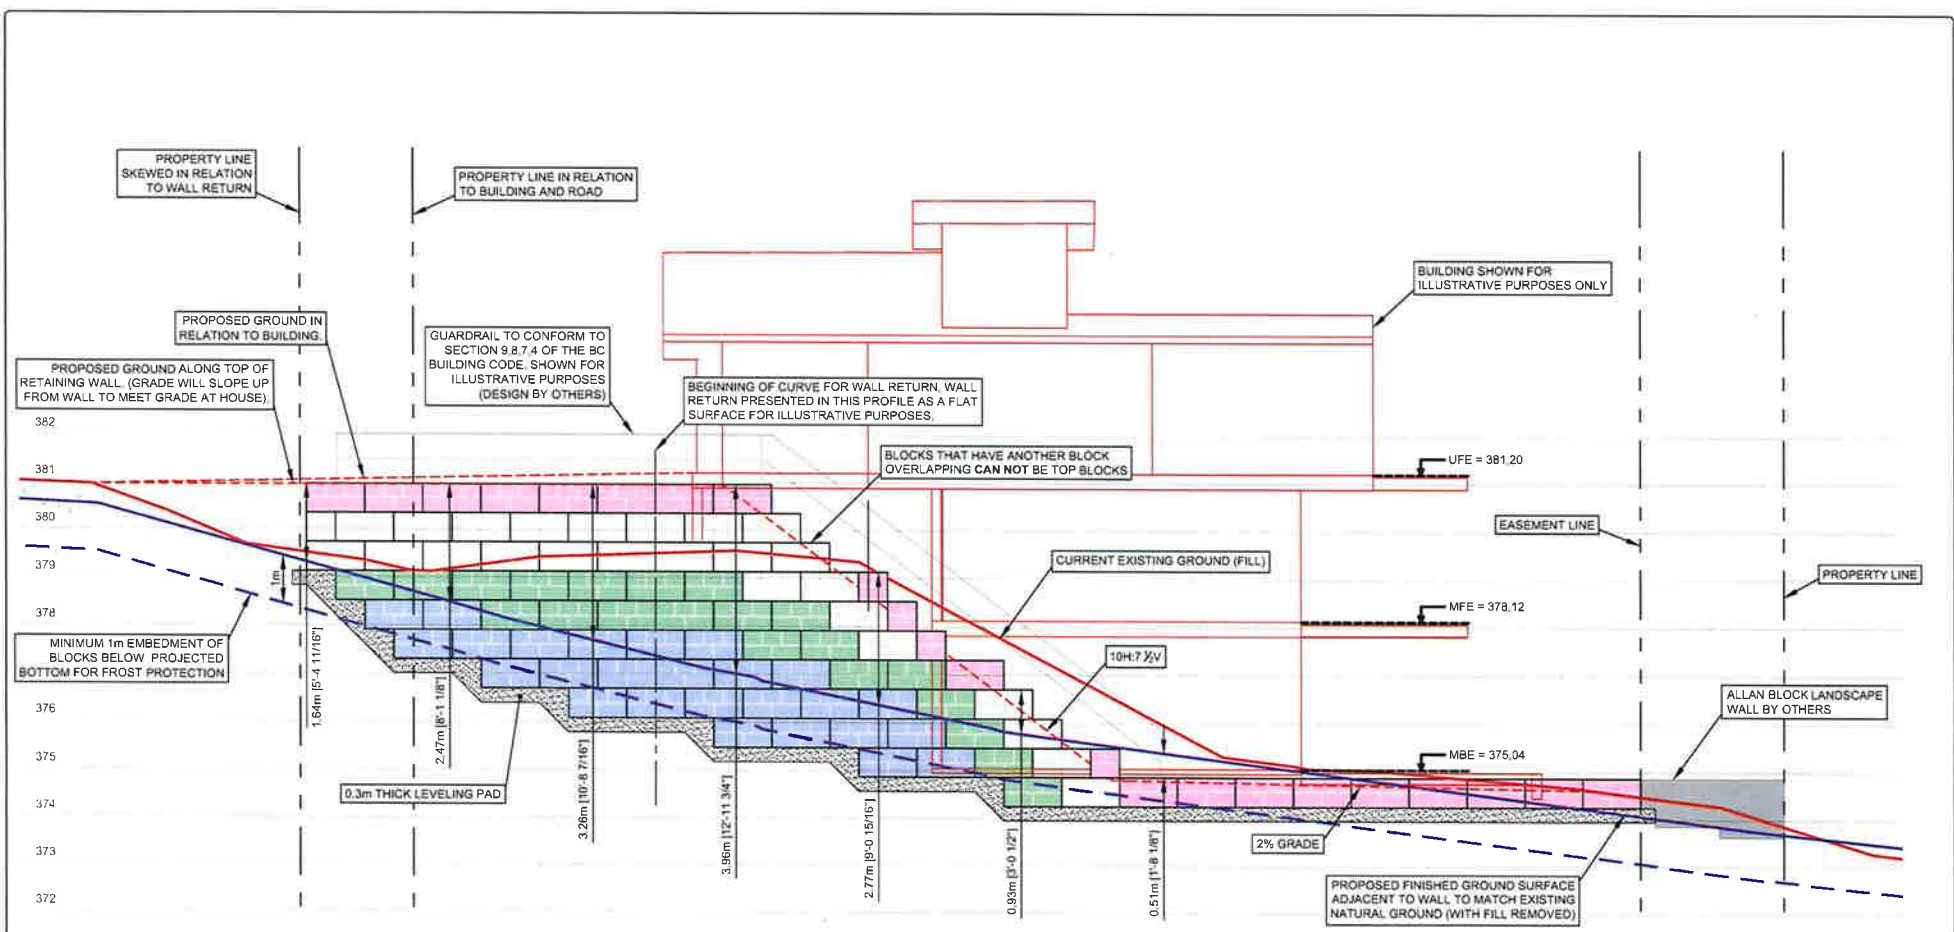 PROPERTY LINE
SKEWED IN RELATION
TO WALL RETURN
PROPERTY LINE IN RELATION
TO BUILDING AND ROAD
BUILDING SHOWN FOR
ILLUSTRATIVE PURPOSES ONLY
PROPOSED GROUND IN
RELATION TO BUILDING.
GUARDRAIL TO CONFORM TO
SECTION 9.8.7.4 OF THE BC
BUILDING CODE. SHOWN FOR
ILLUSTRATIVE PURPOSES
(DESIGN BY OTHERS)
PROPOSED GROUND ALONG TOP OF
RETAINING WALL. (GRADE WILL SLOPE UP
FROM WALL TO MEET GRADE AT HOUSE).
BEGINNING OF CURVE FOR WALL RETURN. WALL
RETURN PRESENTED IN THIS PROFILE AS A FLAT
SURFACE FOR ILLUSTRATIVE PURPOSES.
BLOCKS THAT HAVE ANOTHER BLOCK
OVERLAPPING CAN NOT BE TOP BLOCKS
382
381
380
379
378
376
375
374
373
372
UFE = 381.20
EASEMENT LINE
CURRENT EXISTING GROUND (FILL)
PROPERTY LINE
1m
MFE = 378.12
MINIMUM 1m EMBEDMENT OF
BLOCKS BELOW PROJECTED
BOTTOM FOR FROST PROTECTION
10H:7 ½V
ALLAN BLOCK LANDSCAPE
WALL BY OTHERS
MBE = 375.04
0.3m THICK LEVELING PAD
1.64m [5'-4 11/16"]
2.47m [8'-1 1/8"]
3.26m [10'-8 7/16"]
3.96m [12'-11 3/4"]
2.77m [9'-0 15/16"]
0.93m [3'-0 1/2"]
0.51m [1'-8 1/8"]
2% GRADE
PROPOSED FINISHED GROUND SURFACE
ADJACENT TO WALL TO MATCH EXISTING
NATURAL GROUND (WITH FILL REMOVED)